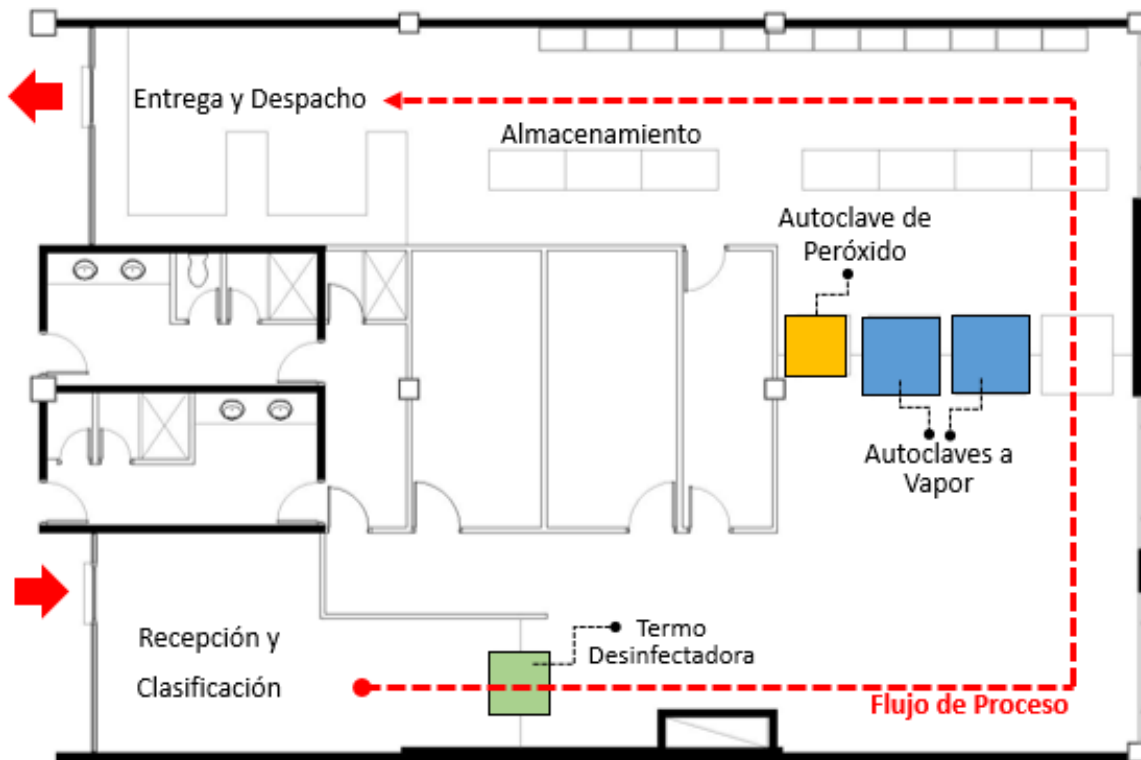 Entrega y Despacho
Almacenamiento
Autoclave de
Peróxido
Autoclaves a
Vapor
Recepción y
Clasificación
Termo
Desinfectadora
Flujo de Proceso